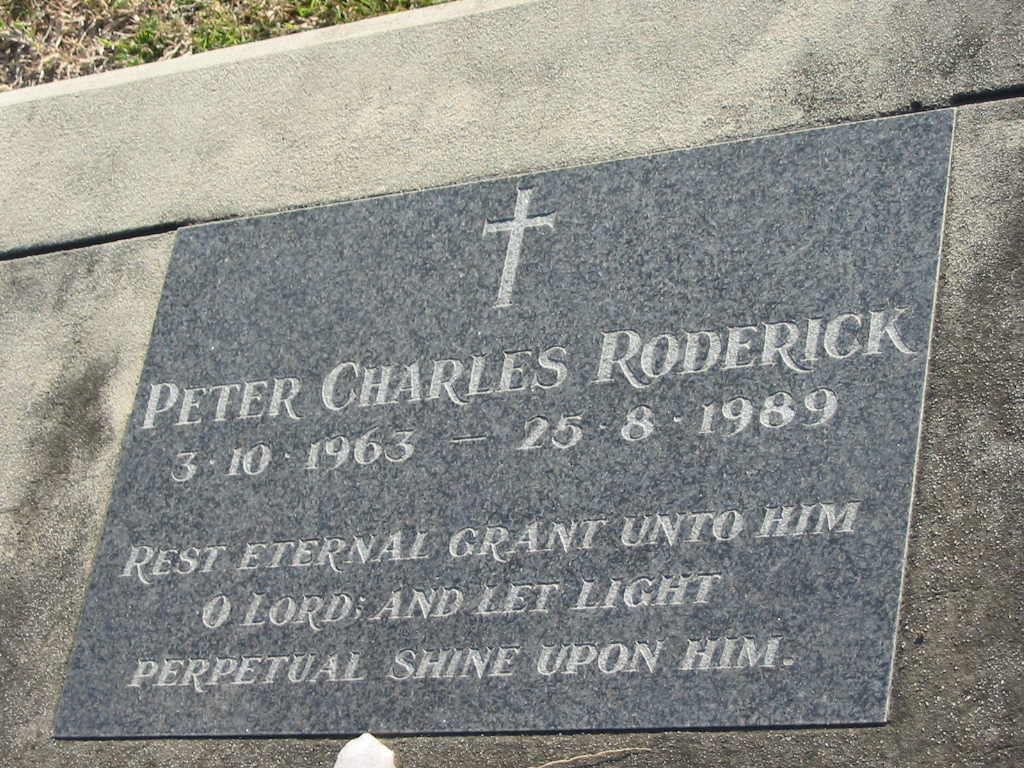 PETER CHARLES RODERICK
3·10·1963 — 25·8·1989
REST ETERNAL GRANT UNTO HIM
O LORD; AND LET LIGHT
PERPETUAL SHINE UPON HIM.